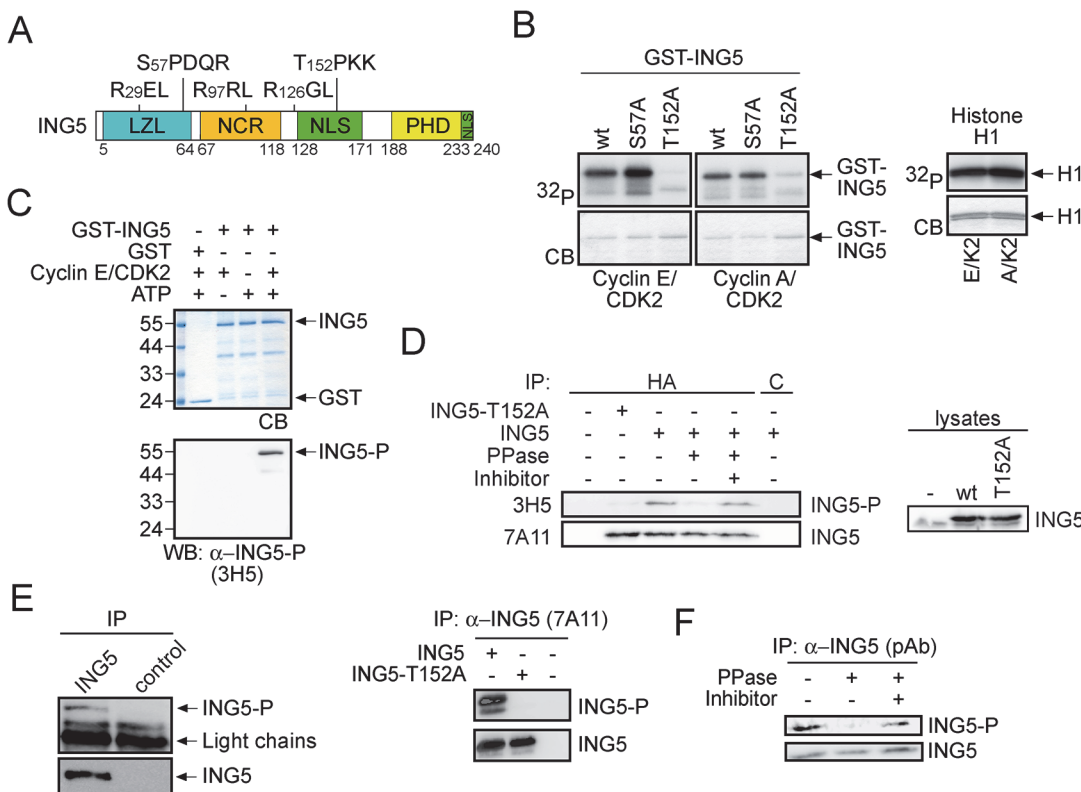 A
S57PDQR T152PKK
R29EL R97RL R126GL
ING5 LZL NCR NLS PHD NLS
5 64 67 118 128 171 188 233 240
B
GST-ING5
wt S57A T152A wt S57A T152A
32P
GST-
ING5
CB
GST-
ING5
Cyclin E/
CDK2
Cyclin A/
CDK2
Histone
H1
32P H1
CB H1
E/K2 A/K2
C
GST-ING5 - + + +
GST + - - -
Cyclin E/CDK2 + + - +
ATP + - + +
55 ING5
44
33
24 GST
CB
55 ING5-P
44
33
24
WB: α–ING5-P
(3H5)
D
IP: HA C
ING5-T152A - + - - - -
ING5 - - + + + +
PPase - - - + + -
Inhibitor - - - - + -
3H5 ING5-P
7A11 ING5
lysates
- wt T152A
ING5
E
IP
ING5 control
ING5-P
Light chains
ING5
IP: α–ING5 (7A11)
ING5 + - -
ING5-T152A - + -
ING5-P
ING5
F
IP: α–ING5 (pAb)
PPase - + +
Inhibitor - - +
ING5-P
ING5